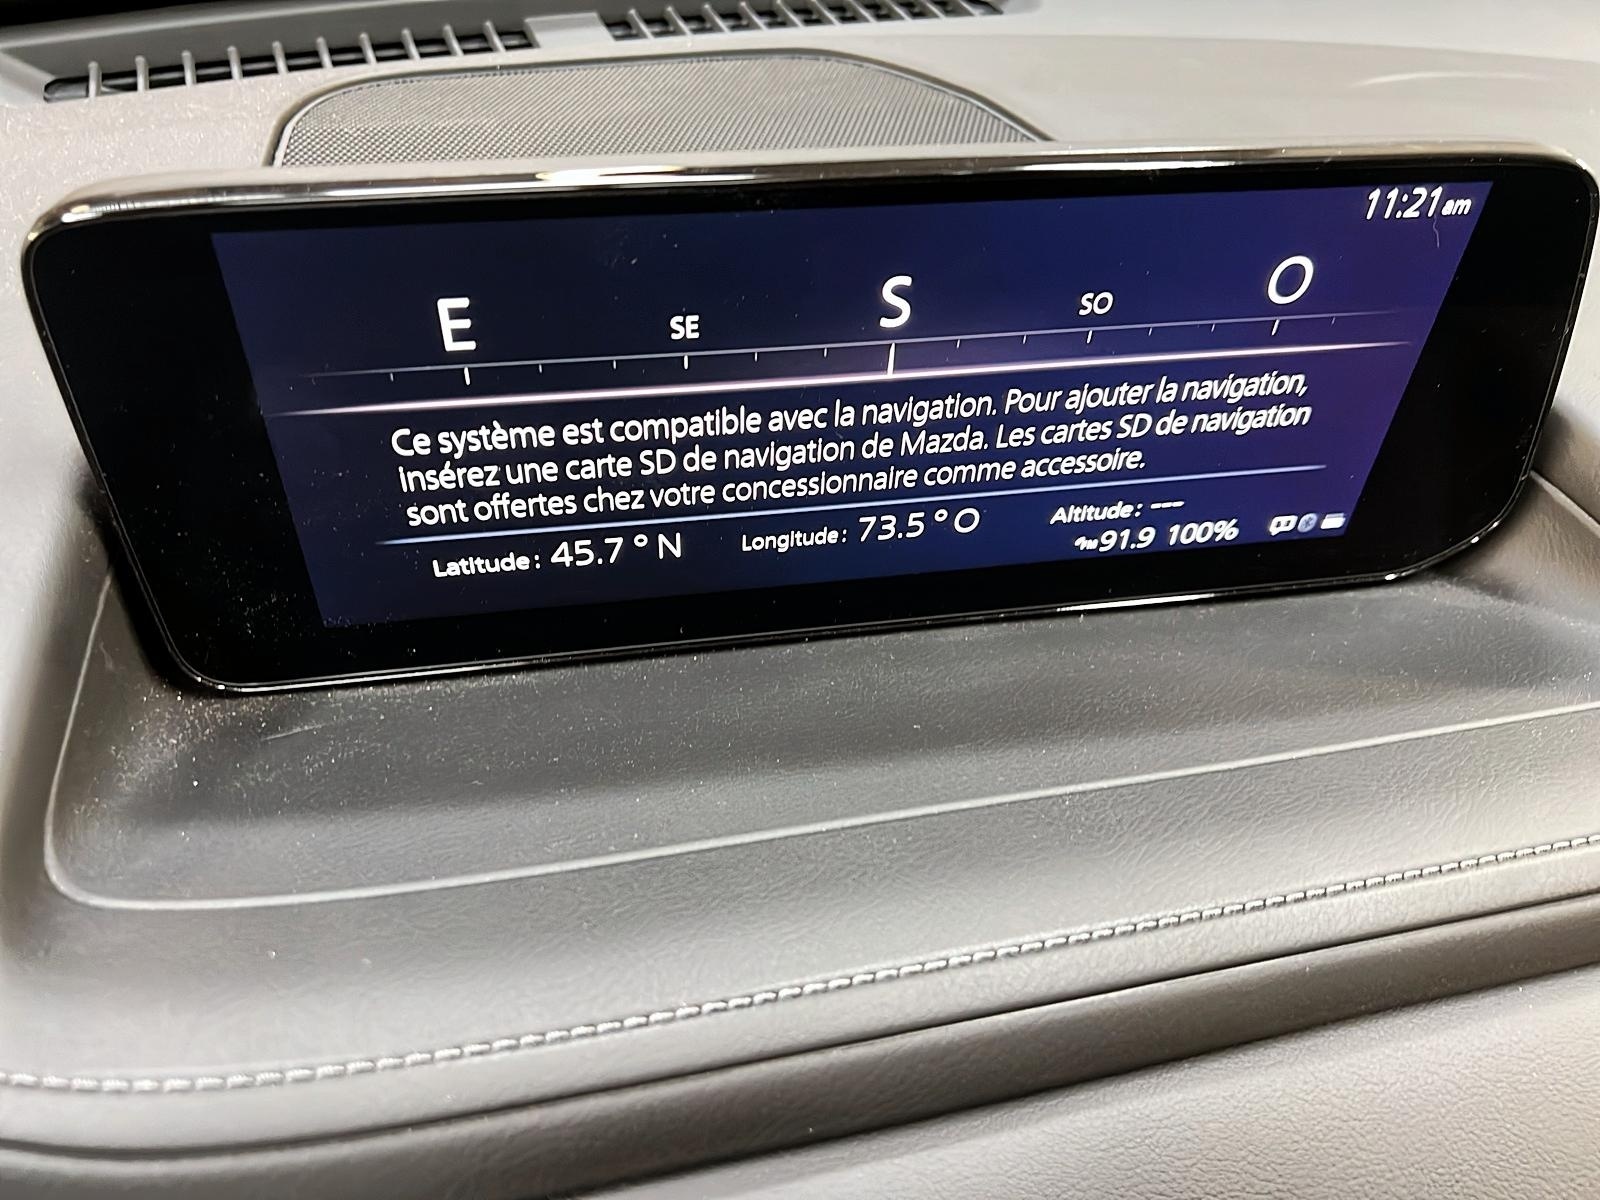 11:21am
E SE S SO O
Ce système est compatible avec la navigation. Pour ajouter la navigation,
insérez une carte SD de navigation de Mazda. Les cartes SD de navigation
sont offertes chez votre concessionnaire comme accessoire.
Latitude: 45.7 ° N Longitude: 73.5 ° O Altitude: ---
91.9 100%